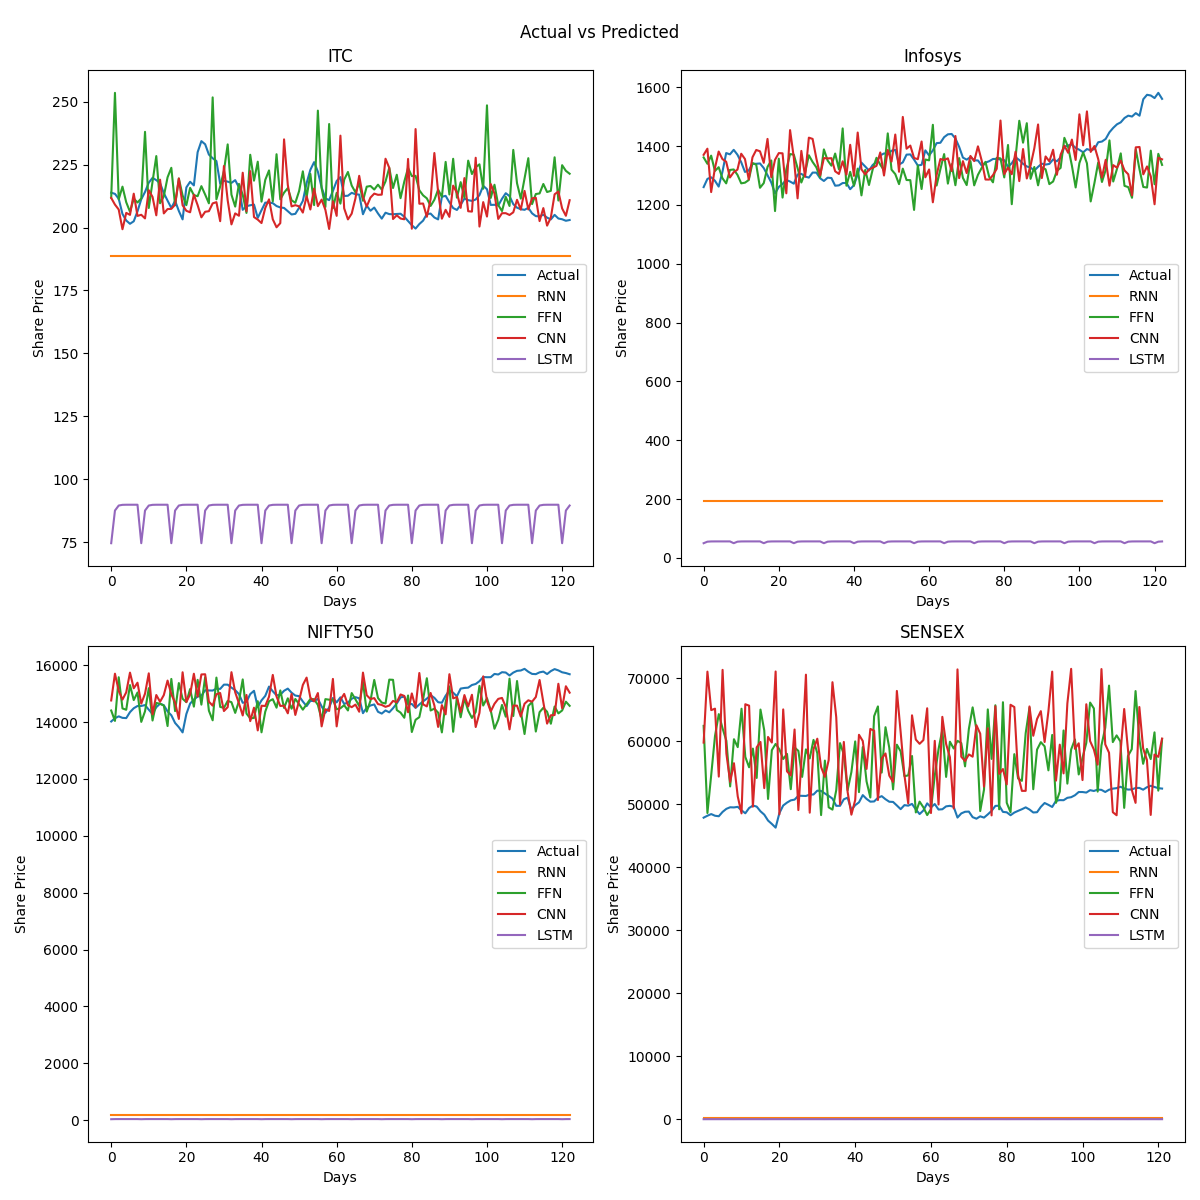 Actual vs Predicted
ITC
250
225
200
175
150
125
100
75
Share Price
0 20 40 60 80 100 120
Days
Actual
RNN
FFN
CNN
LSTM
Infosys
1600
1400
1200
1000
800
600
400
200
0
Share Price
0 20 40 60 80 100 120
Days
Actual
RNN
FFN
CNN
LSTM
NIFTY50
16000
14000
12000
10000
8000
6000
4000
2000
0
Share Price
0 20 40 60 80 100 120
Days
Actual
RNN
FFN
CNN
LSTM
SENSEX
70000
60000
50000
40000
30000
20000
10000
0
Share Price
0 20 40 60 80 100 120
Days
Actual
RNN
FFN
CNN
LSTM